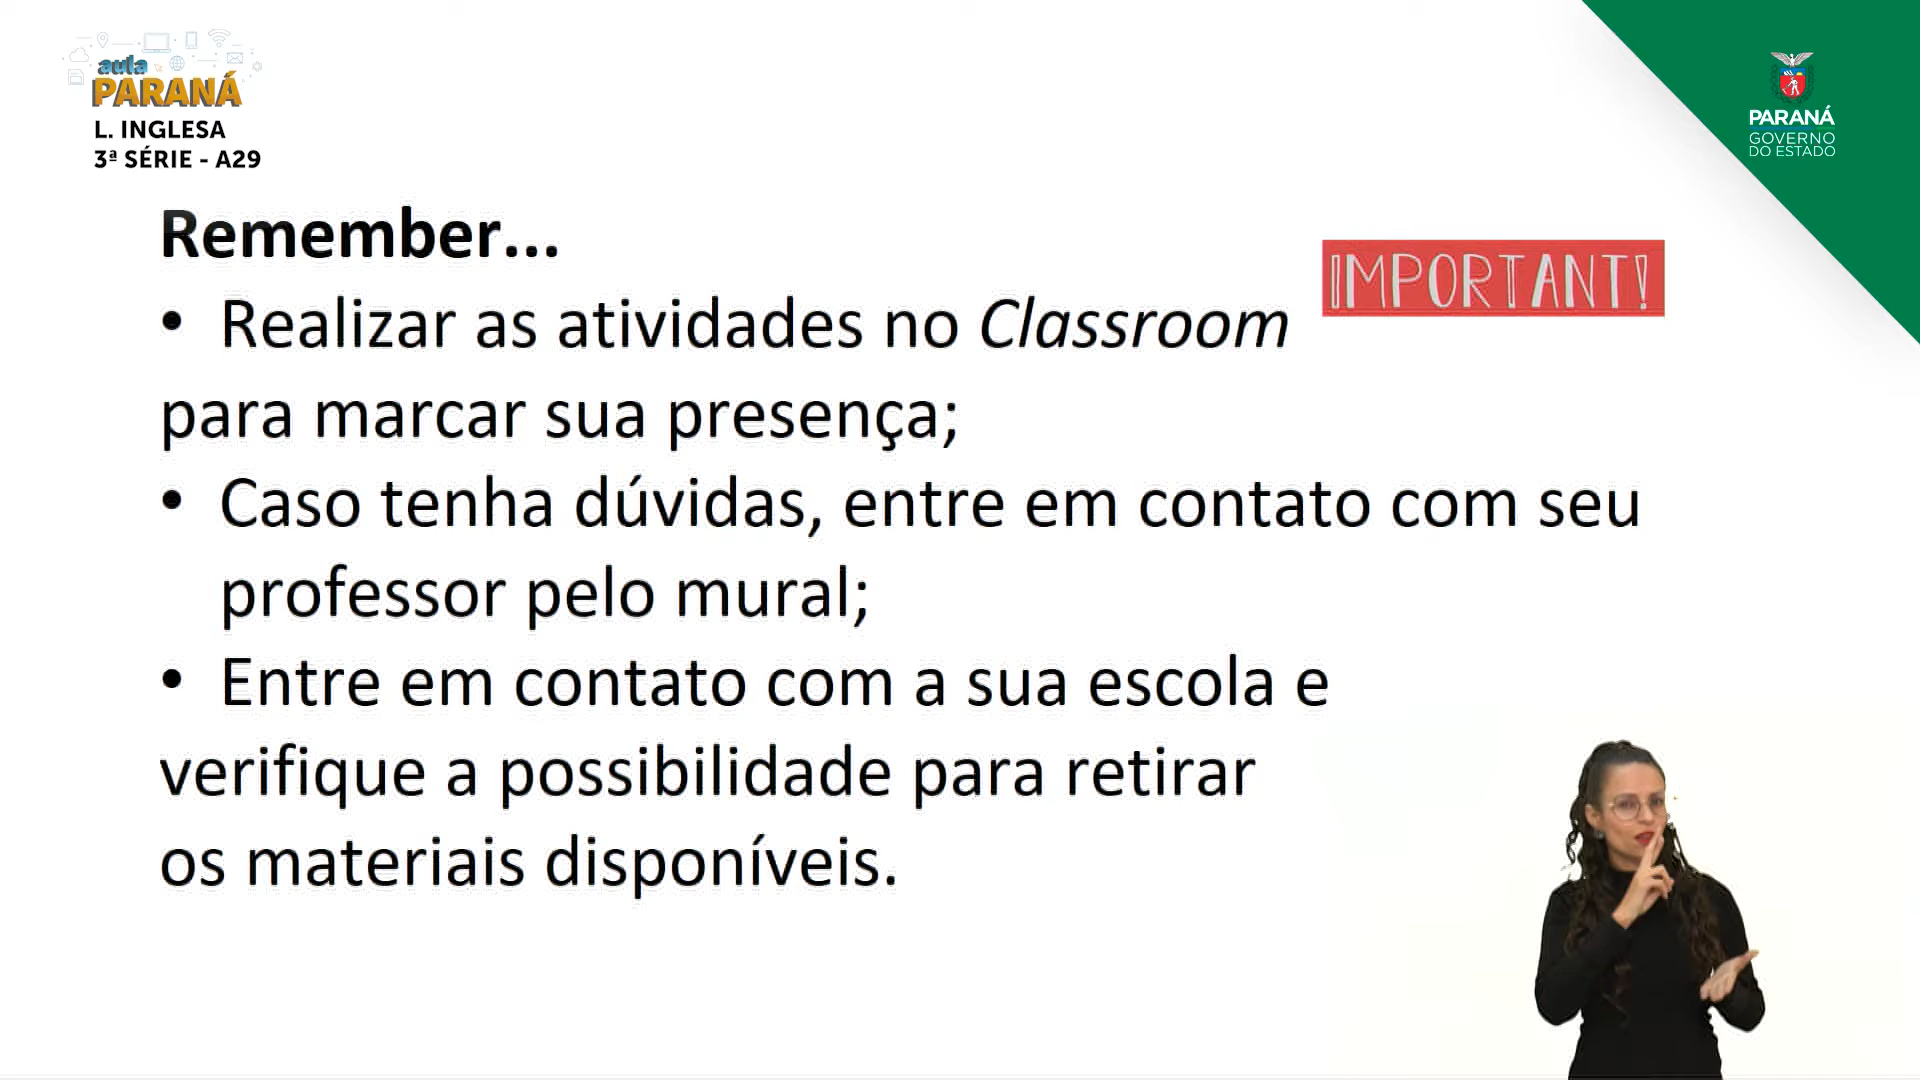 aula
PARANÁ
L. INGLESA
3ª SÉRIE - A29
PARANÁ
GOVERNO
DO ESTADO
Remember...
IMPORTANT!
• Realizar as atividades no Classroom
para marcar sua presença;
• Caso tenha dúvidas, entre em contato com seu
professor pelo mural;
• Entre em contato com a sua escola e
verifique a possibilidade para retirar
os materiais disponíveis.